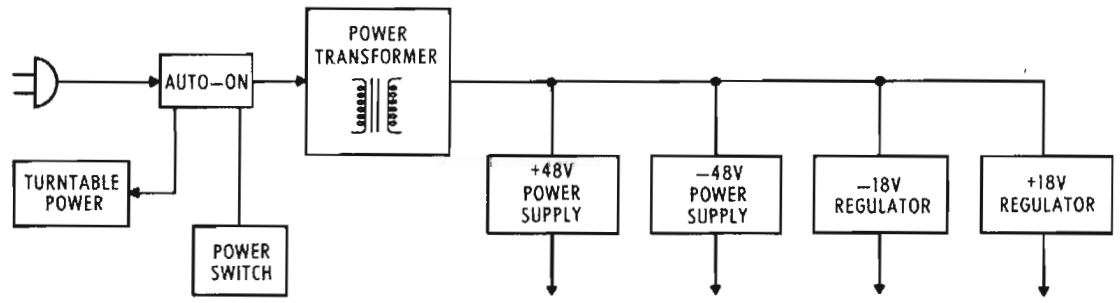 POWER
TRANSFORMER
AUTO-ON
TURNTABLE
POWER
POWER
SWITCH
+48V
POWER
SUPPLY
-48V
POWER
SUPPLY
-18V
REGULATOR
+18V
REGULATOR